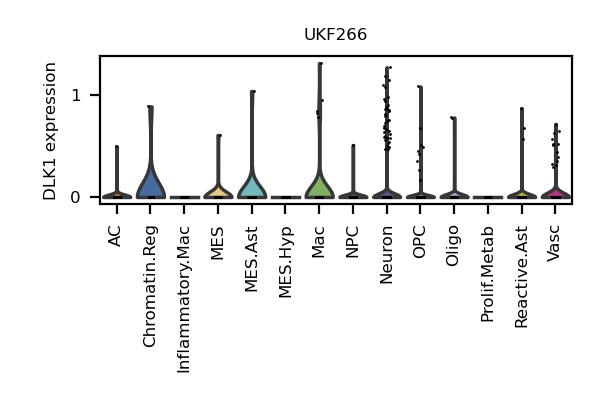 UKF266
DLK1 expression
1
0
AC
Chromatin.Reg
Inflammatory.Mac
MES
MES.Ast
MES.Hyp
Mac
NPC
Neuron
OPC
Oligo
Prolif.Metab
Reactive.Ast
Vasc